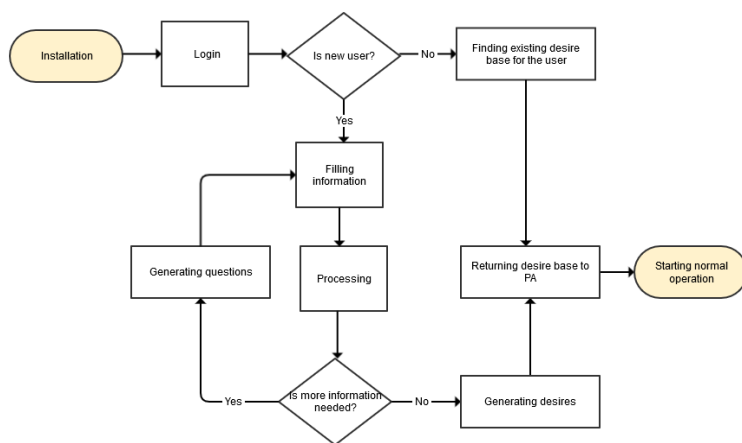 Installation
Login
Is new user?
No
Finding existing desire
base for the user
Yes
Filling
information
Generating questions
Processing
Returning desire base to
PA
Starting normal
operation
Is more information
needed?
Yes
No
Generating desires